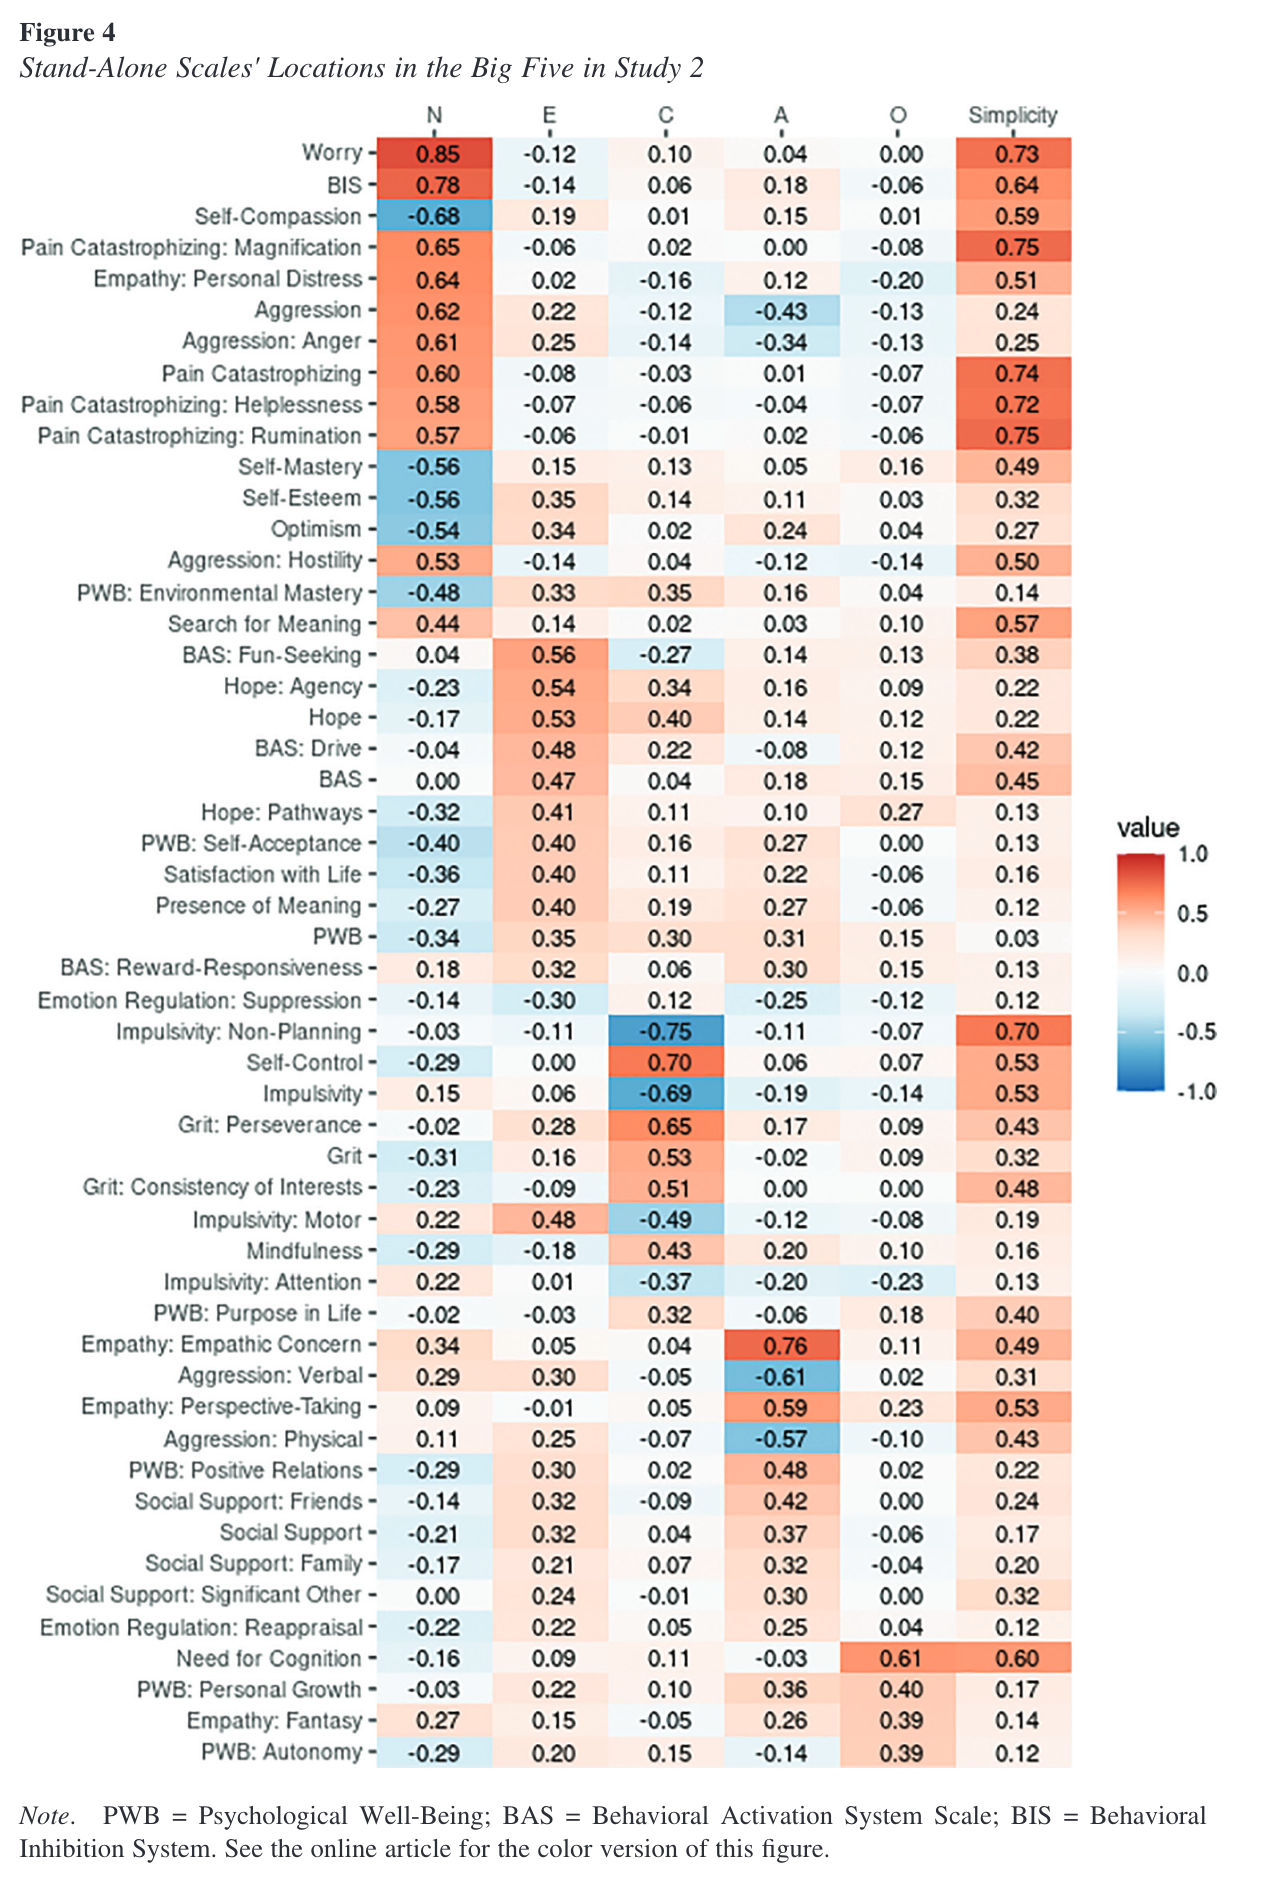 Figure 4
Stand-Alone Scales' Locations in the Big Five in Study 2
N E C A O Simplicity
Worry 0.85 -0.12 0.10 0.04 0.00 0.73
BIS 0.78 -0.14 0.06 0.18 -0.06 0.64
Self-Compassion -0.68 0.19 0.01 0.15 0.01 0.59
Pain Catastrophizing: Magnification 0.65 -0.06 0.02 0.00 -0.08 0.75
Empathy: Personal Distress 0.64 0.02 -0.16 0.12 -0.20 0.51
Aggression 0.62 0.22 -0.12 -0.43 -0.13 0.24
Aggression: Anger 0.61 0.25 -0.14 -0.34 -0.13 0.25
Pain Catastrophizing 0.60 -0.08 -0.03 0.01 -0.07 0.74
Pain Catastrophizing: Helplessness 0.58 -0.07 -0.06 -0.04 -0.07 0.72
Pain Catastrophizing: Rumination 0.57 -0.06 -0.01 0.02 -0.06 0.75
Self-Mastery -0.56 0.15 0.13 0.05 0.16 0.49
Self-Esteem -0.56 0.35 0.14 0.11 0.03 0.32
Optimism -0.54 0.34 0.02 0.24 0.04 0.27
Aggression: Hostility 0.53 -0.14 0.04 -0.12 -0.14 0.50
PWB: Environmental Mastery -0.48 0.33 0.35 0.16 0.04 0.14
Search for Meaning 0.44 0.14 0.02 0.03 0.10 0.57
BAS: Fun-Seeking 0.04 0.56 -0.27 0.14 0.13 0.38
Hope: Agency -0.23 0.54 0.34 0.16 0.09 0.22
Hope -0.17 0.53 0.40 0.14 0.12 0.22
BAS: Drive -0.04 0.48 0.22 -0.08 0.12 0.42
BAS 0.00 0.47 0.04 0.18 0.15 0.45
Hope: Pathways -0.32 0.41 0.11 0.10 0.27 0.13
PWB: Self-Acceptance -0.40 0.40 0.16 0.27 0.00 0.13
Satisfaction with Life -0.36 0.40 0.11 0.22 -0.06 0.16
Presence of Meaning -0.27 0.40 0.19 0.27 -0.06 0.12
PWB -0.34 0.35 0.30 0.31 0.15 0.03
BAS: Reward-Responsiveness 0.18 0.32 0.06 0.30 0.15 0.13
Emotion Regulation: Suppression -0.14 -0.30 0.12 -0.25 -0.12 0.12
Impulsivity: Non-Planning -0.03 -0.11 -0.75 -0.11 -0.07 0.70
Self-Control -0.29 0.00 0.70 0.06 0.07 0.53
Impulsivity 0.15 0.06 -0.69 -0.19 -0.14 0.53
Grit: Perseverance -0.02 0.28 0.65 0.17 0.09 0.43
Grit -0.31 0.16 0.53 -0.02 0.09 0.32
Grit: Consistency of Interests -0.23 -0.09 0.51 0.00 0.00 0.48
Impulsivity: Motor 0.22 0.48 -0.49 -0.12 -0.08 0.19
Mindfulness -0.29 -0.18 0.43 0.20 0.10 0.16
Impulsivity: Attention 0.22 0.01 -0.37 -0.20 -0.23 0.13
PWB: Purpose in Life -0.02 -0.03 0.32 -0.06 0.18 0.40
Empathy: Empathic Concern 0.34 0.05 0.04 0.76 0.11 0.49
Aggression: Verbal 0.29 0.30 -0.05 -0.61 0.02 0.31
Empathy: Perspective-Taking 0.09 -0.01 0.05 0.59 0.23 0.53
Aggression: Physical 0.11 0.25 -0.07 -0.57 -0.10 0.43
PWB: Positive Relations -0.29 0.30 0.02 0.48 0.02 0.22
Social Support: Friends -0.14 0.32 -0.09 0.42 0.00 0.24
Social Support -0.21 0.32 0.04 0.37 -0.06 0.17
Social Support: Family -0.17 0.21 0.07 0.32 -0.04 0.20
Social Support: Significant Other 0.00 0.24 -0.01 0.30 0.00 0.32
Emotion Regulation: Reappraisal -0.22 0.22 0.05 0.25 0.04 0.12
Need for Cognition -0.16 0.09 0.11 -0.03 0.61 0.60
PWB: Personal Growth -0.03 0.22 0.10 0.36 0.40 0.17
Empathy: Fantasy 0.27 0.15 -0.05 0.26 0.39 0.14
PWB: Autonomy -0.29 0.20 0.15 -0.14 0.39 0.12
value
1.0
0.5
0.0
-0.5
-1.0
Note. PWB = Psychological Well-Being; BAS = Behavioral Activation System Scale; BIS = Behavioral
Inhibition System. See the online article for the color version of this figure.